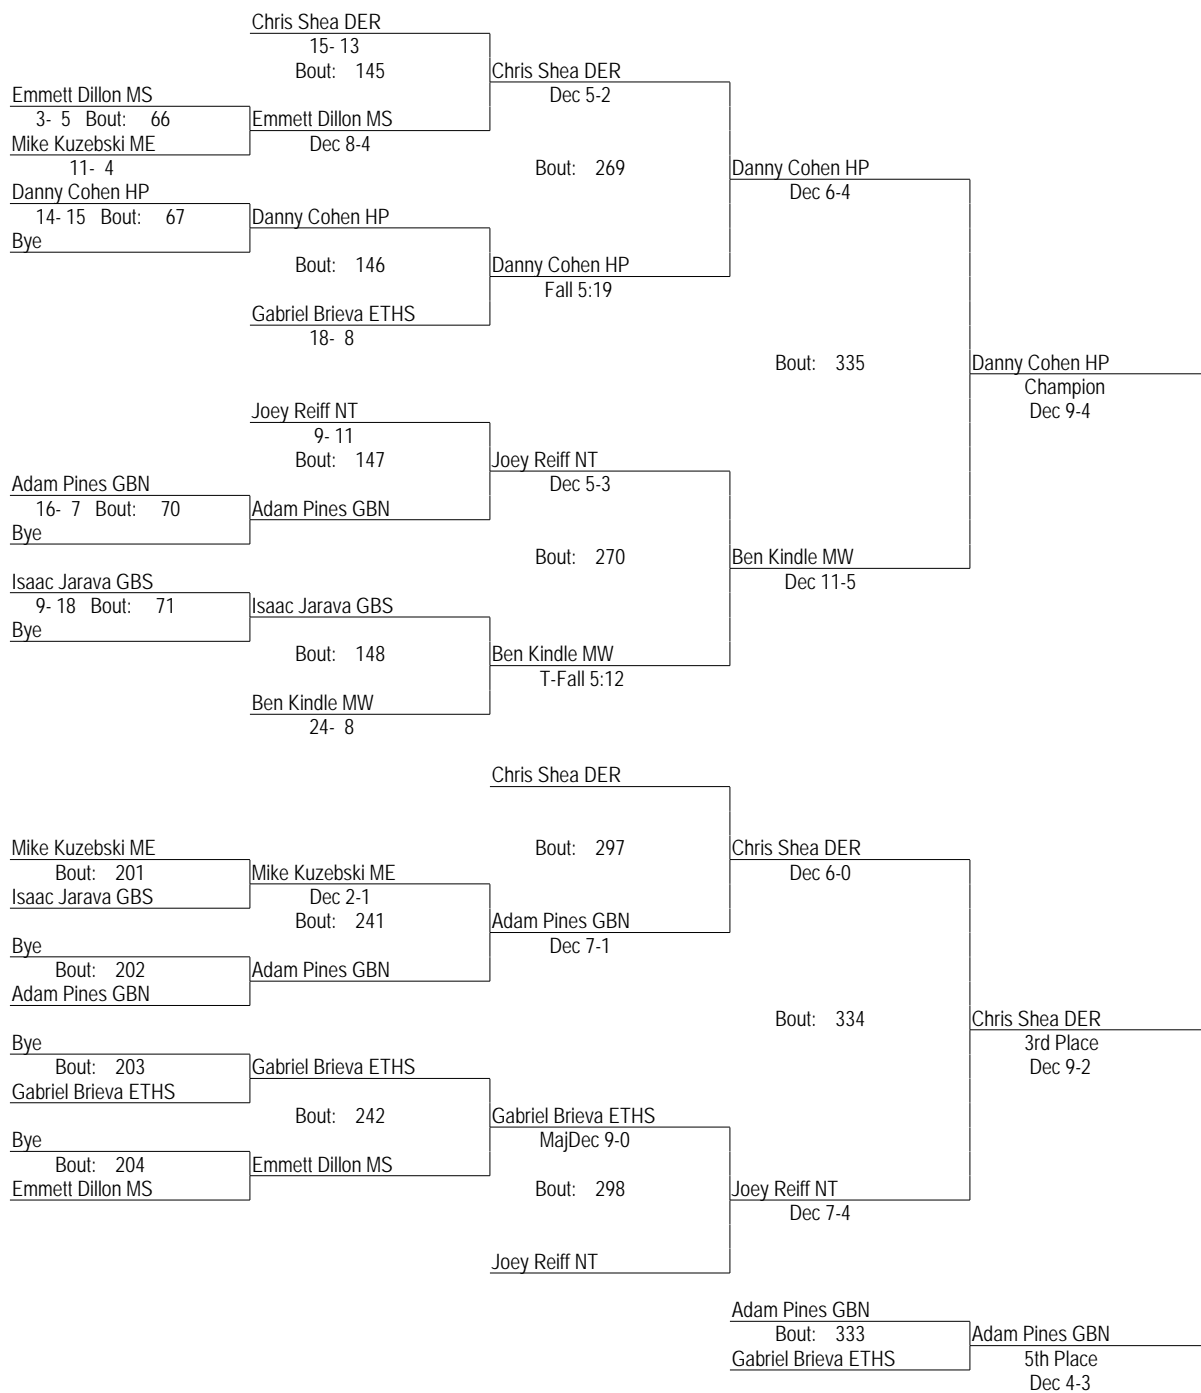 Chris Shea DER
15- 13
Bout: 145
Chris Shea DER
Dec 5-2
Emmett Dillon MS
3- 5 Bout: 66
Emmett Dillon MS
Dec 8-4
Mike Kuzebski ME
11- 4
Bout: 269
Danny Cohen HP
Dec 6-4
Danny Cohen HP
14- 15 Bout: 67
Danny Cohen HP
Bye
Bout: 146
Danny Cohen HP
Fall 5:19
Gabriel Brieva ETHS
18- 8
Bout: 335
Danny Cohen HP
Champion
Dec 9-4
Joey Reiff NT
9- 11
Bout: 147
Joey Reiff NT
Dec 5-3
Adam Pines GBN
16- 7 Bout: 70
Adam Pines GBN
Bye
Bout: 270
Ben Kindle MW
Dec 11-5
Isaac Jarava GBS
9- 18 Bout: 71
Isaac Jarava GBS
Bye
Bout: 148
Ben Kindle MW
T-Fall 5:12
Ben Kindle MW
24- 8
Chris Shea DER
Bout: 297
Chris Shea DER
Dec 6-0
Mike Kuzebski ME
Bout: 201
Mike Kuzebski ME
Dec 2-1
Isaac Jarava GBS
Bout: 241
Adam Pines GBN
Dec 7-1
Bye
Bout: 202
Adam Pines GBN
Adam Pines GBN
Bout: 334
Chris Shea DER
3rd Place
Dec 9-2
Bye
Bout: 203
Gabriel Brieva ETHS
Gabriel Brieva ETHS
Bout: 242
Gabriel Brieva ETHS
MajDec 9-0
Bye
Bout: 204
Emmett Dillon MS
Emmett Dillon MS
Bout: 298
Joey Reiff NT
Dec 7-4
Joey Reiff NT
Adam Pines GBN
Bout: 333
Adam Pines GBN
5th Place
Dec 4-3
Gabriel Brieva ETHS